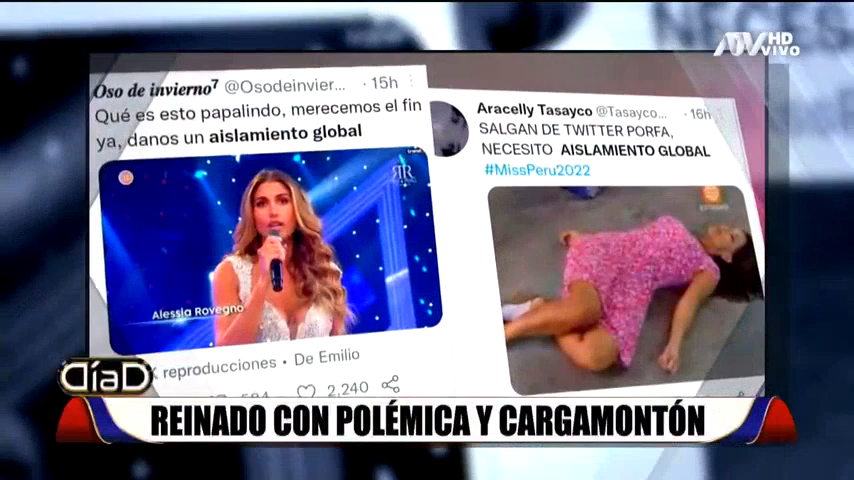 ATV HD
VIVO
Oso de invierno⁷ @Osodeinvier... · 15h
Qué es esto papalindo, merecemos el fin
ya, danos un aislamiento global
RR
Alessia Rovegno
reproducciones • De Emilio
2,240
Aracelly Tasayco @Tasayco... · 16h
SALGAN DE TWITTER PORFA,
NECESITO AISLAMIENTO GLOBAL
#MissPeru2022
DíaD
REINADO CON POLÉMICA Y CARGAMONTÓN